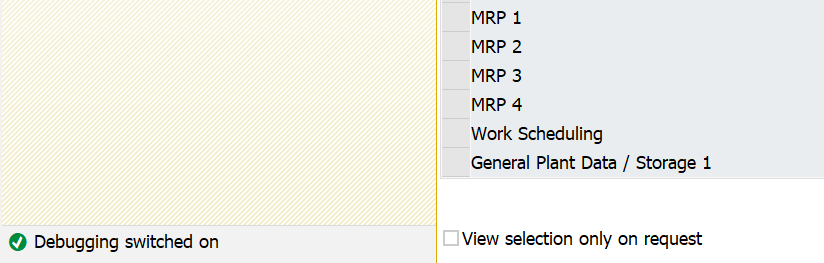 MRP 1
MRP 2
MRP 3
MRP 4
Work Scheduling
General Plant Data / Storage 1
View selection only on request
Debugging switched on